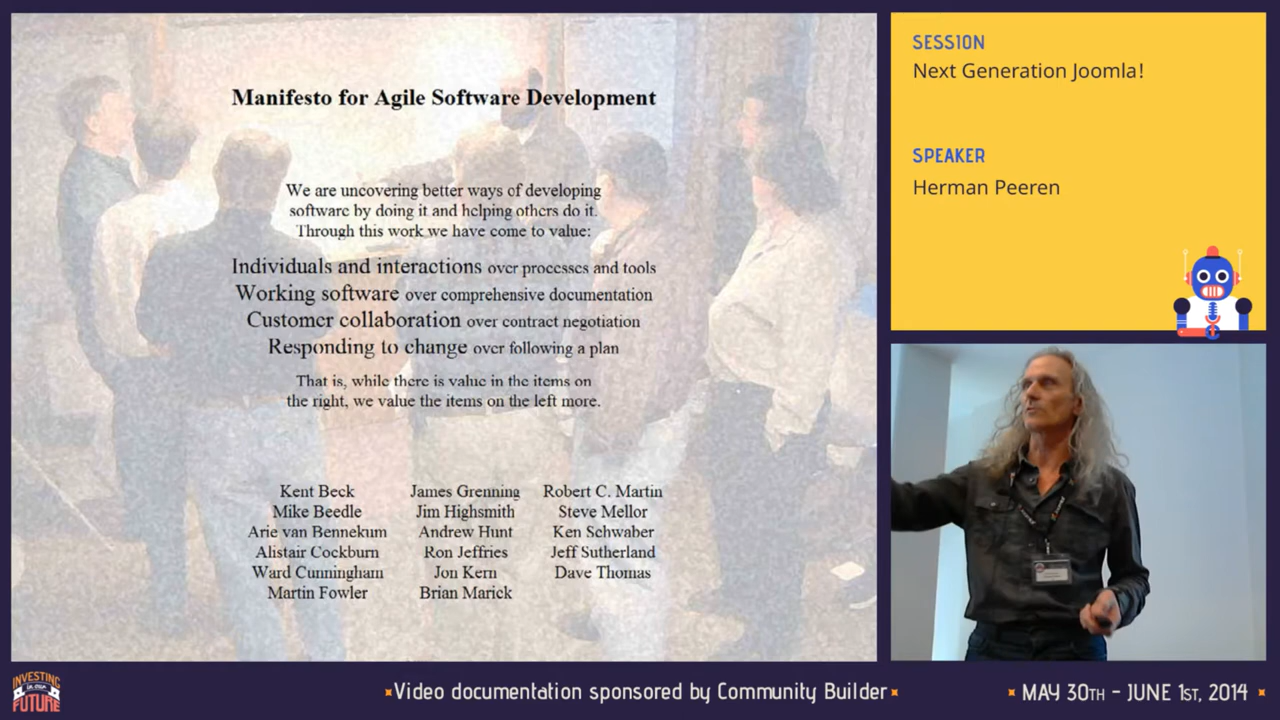 Manifesto for Agile Software Development
We are uncovering better ways of developing
software by doing it and helping others do it.
Through this work we have come to value:
Individuals and interactions over processes and tools
Working software over comprehensive documentation
Customer collaboration over contract negotiation
Responding to change over following a plan
That is, while there is value in the items on
the right, we value the items on the left more.
Kent Beck
Mike Beedle
Arie van Bennekum
Alistair Cockburn
Ward Cunningham
Martin Fowler
James Grenning
Jim Highsmith
Andrew Hunt
Ron Jeffries
Jon Kern
Brian Marick
Robert C. Martin
Steve Mellor
Ken Schwaber
Jeff Sutherland
Dave Thomas
SESSION
Next Generation Joomla!
SPEAKER
Herman Peeren
INVESTING
in our
FUTURE
Video documentation sponsored by Community Builder
MAY 30TH - JUNE 1ST, 2014